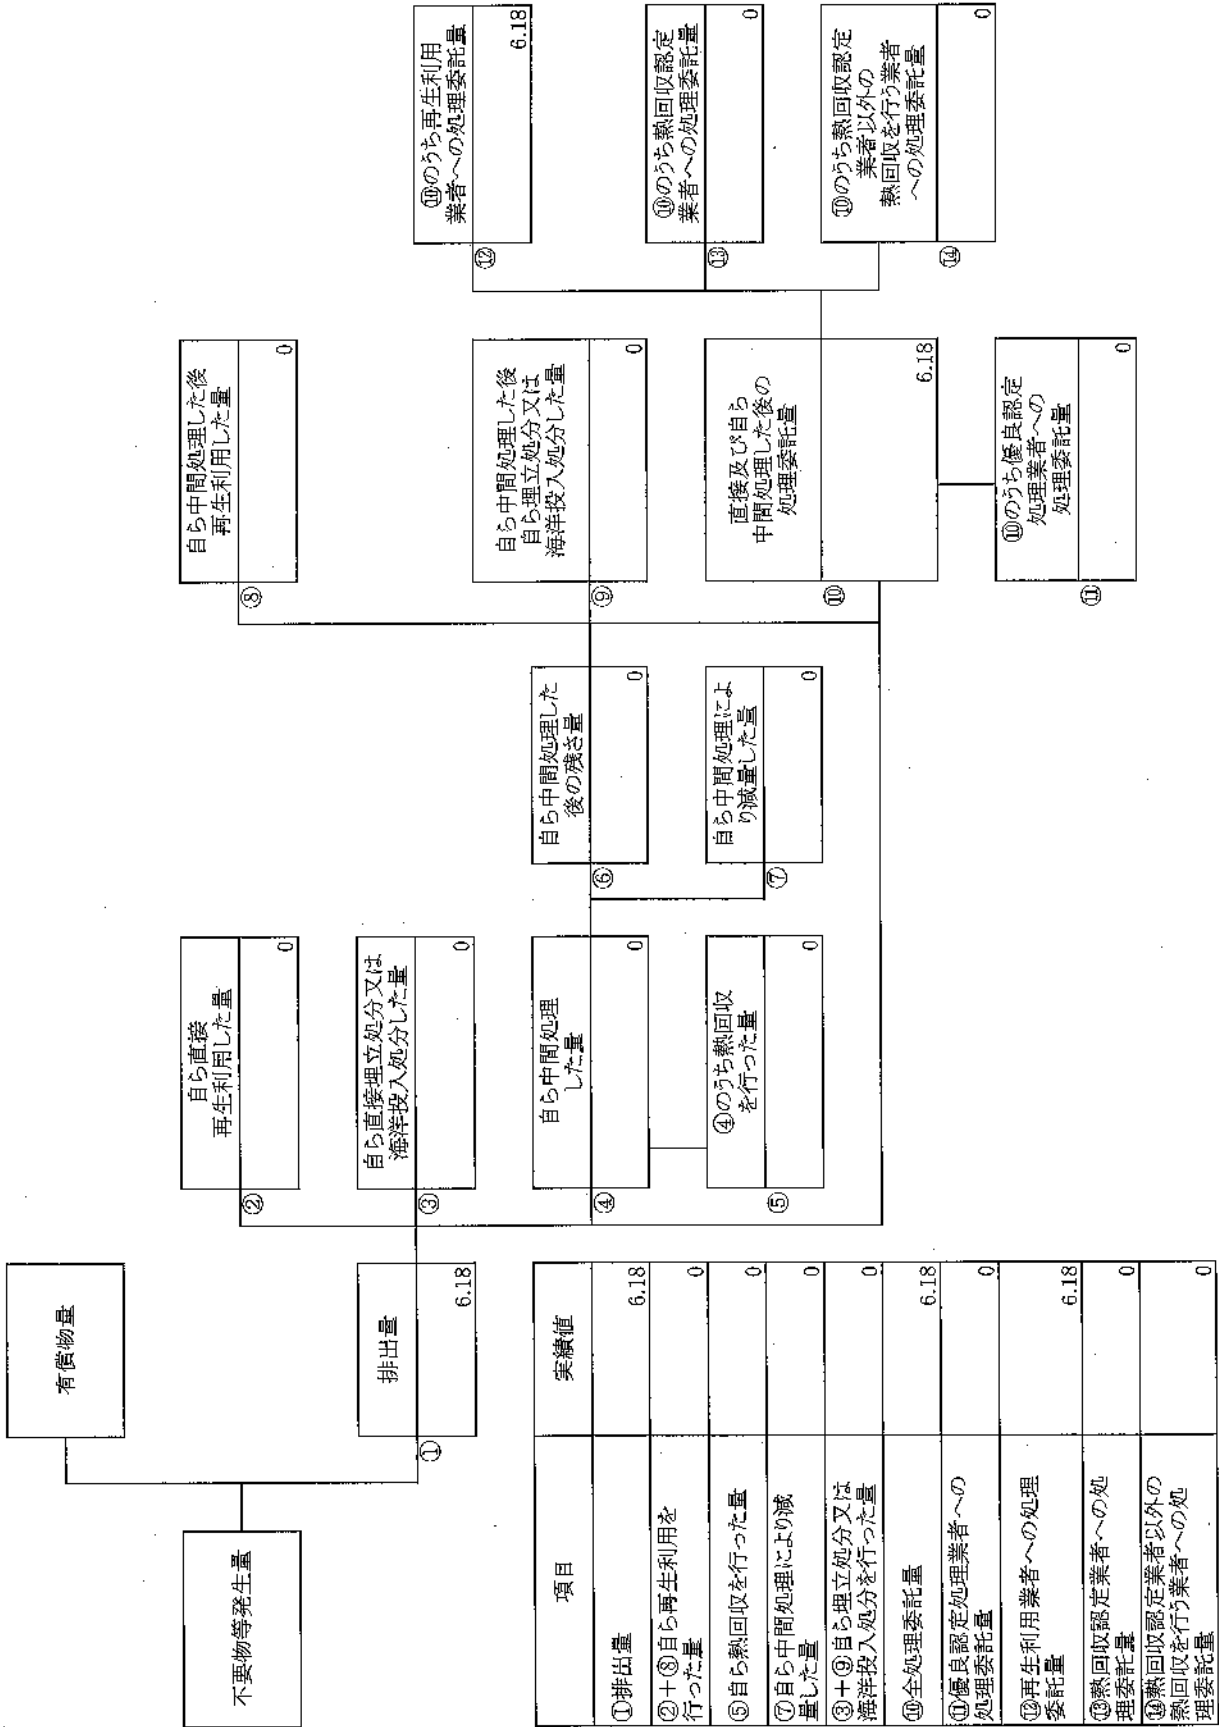 不要物等発生量
有償物量
①
排出量
6.18
②
自ら直接
再生利用した量
0
③
自ら直接埋立処分又は
海洋投入処分した量
0
④
自ら中間処理
した量
0
⑤
④のうち熱回収
を行った量
0
⑥
自ら中間処理した
後の残さ量
0
⑦
自ら中間処理によ
り減量した量
0
⑧
自ら中間処理した後
再生利用した量
0
⑨
自ら中間処理した後
自ら埋立処分又は
海洋投入処分した量
0
⑩
直接及び自ら
中間処理した後の
処理委託量
6.18
⑪
⑩のうち優良認定
処理業者への
処理委託量
0
⑫
⑩のうち再生利用
業者への処理委託量
6.18
⑬
⑩のうち熱回収認定
業者への処理委託量
0
⑭
⑩のうち熱回収認定
業者以外の
熱回収を行う業者
への処理委託量
0
項目 実績値
①排出量 6.18
②+⑧自ら再生利用を
行った量 0
⑤自ら熱回収を行った量 0
⑦自ら中間処理により減
量した量 0
③+⑨自ら埋立処分又は
海洋投入処分を行った量 0
⑩全処理委託量 6.18
⑪優良認定処理業者への
処理委託量 0
⑫再生利用業者への処理
委託量 6.18
⑬熱回収認定業者への処
理委託量 0
⑭熱回収認定業者以外の
熱回収を行う業者への処
理委託量 0